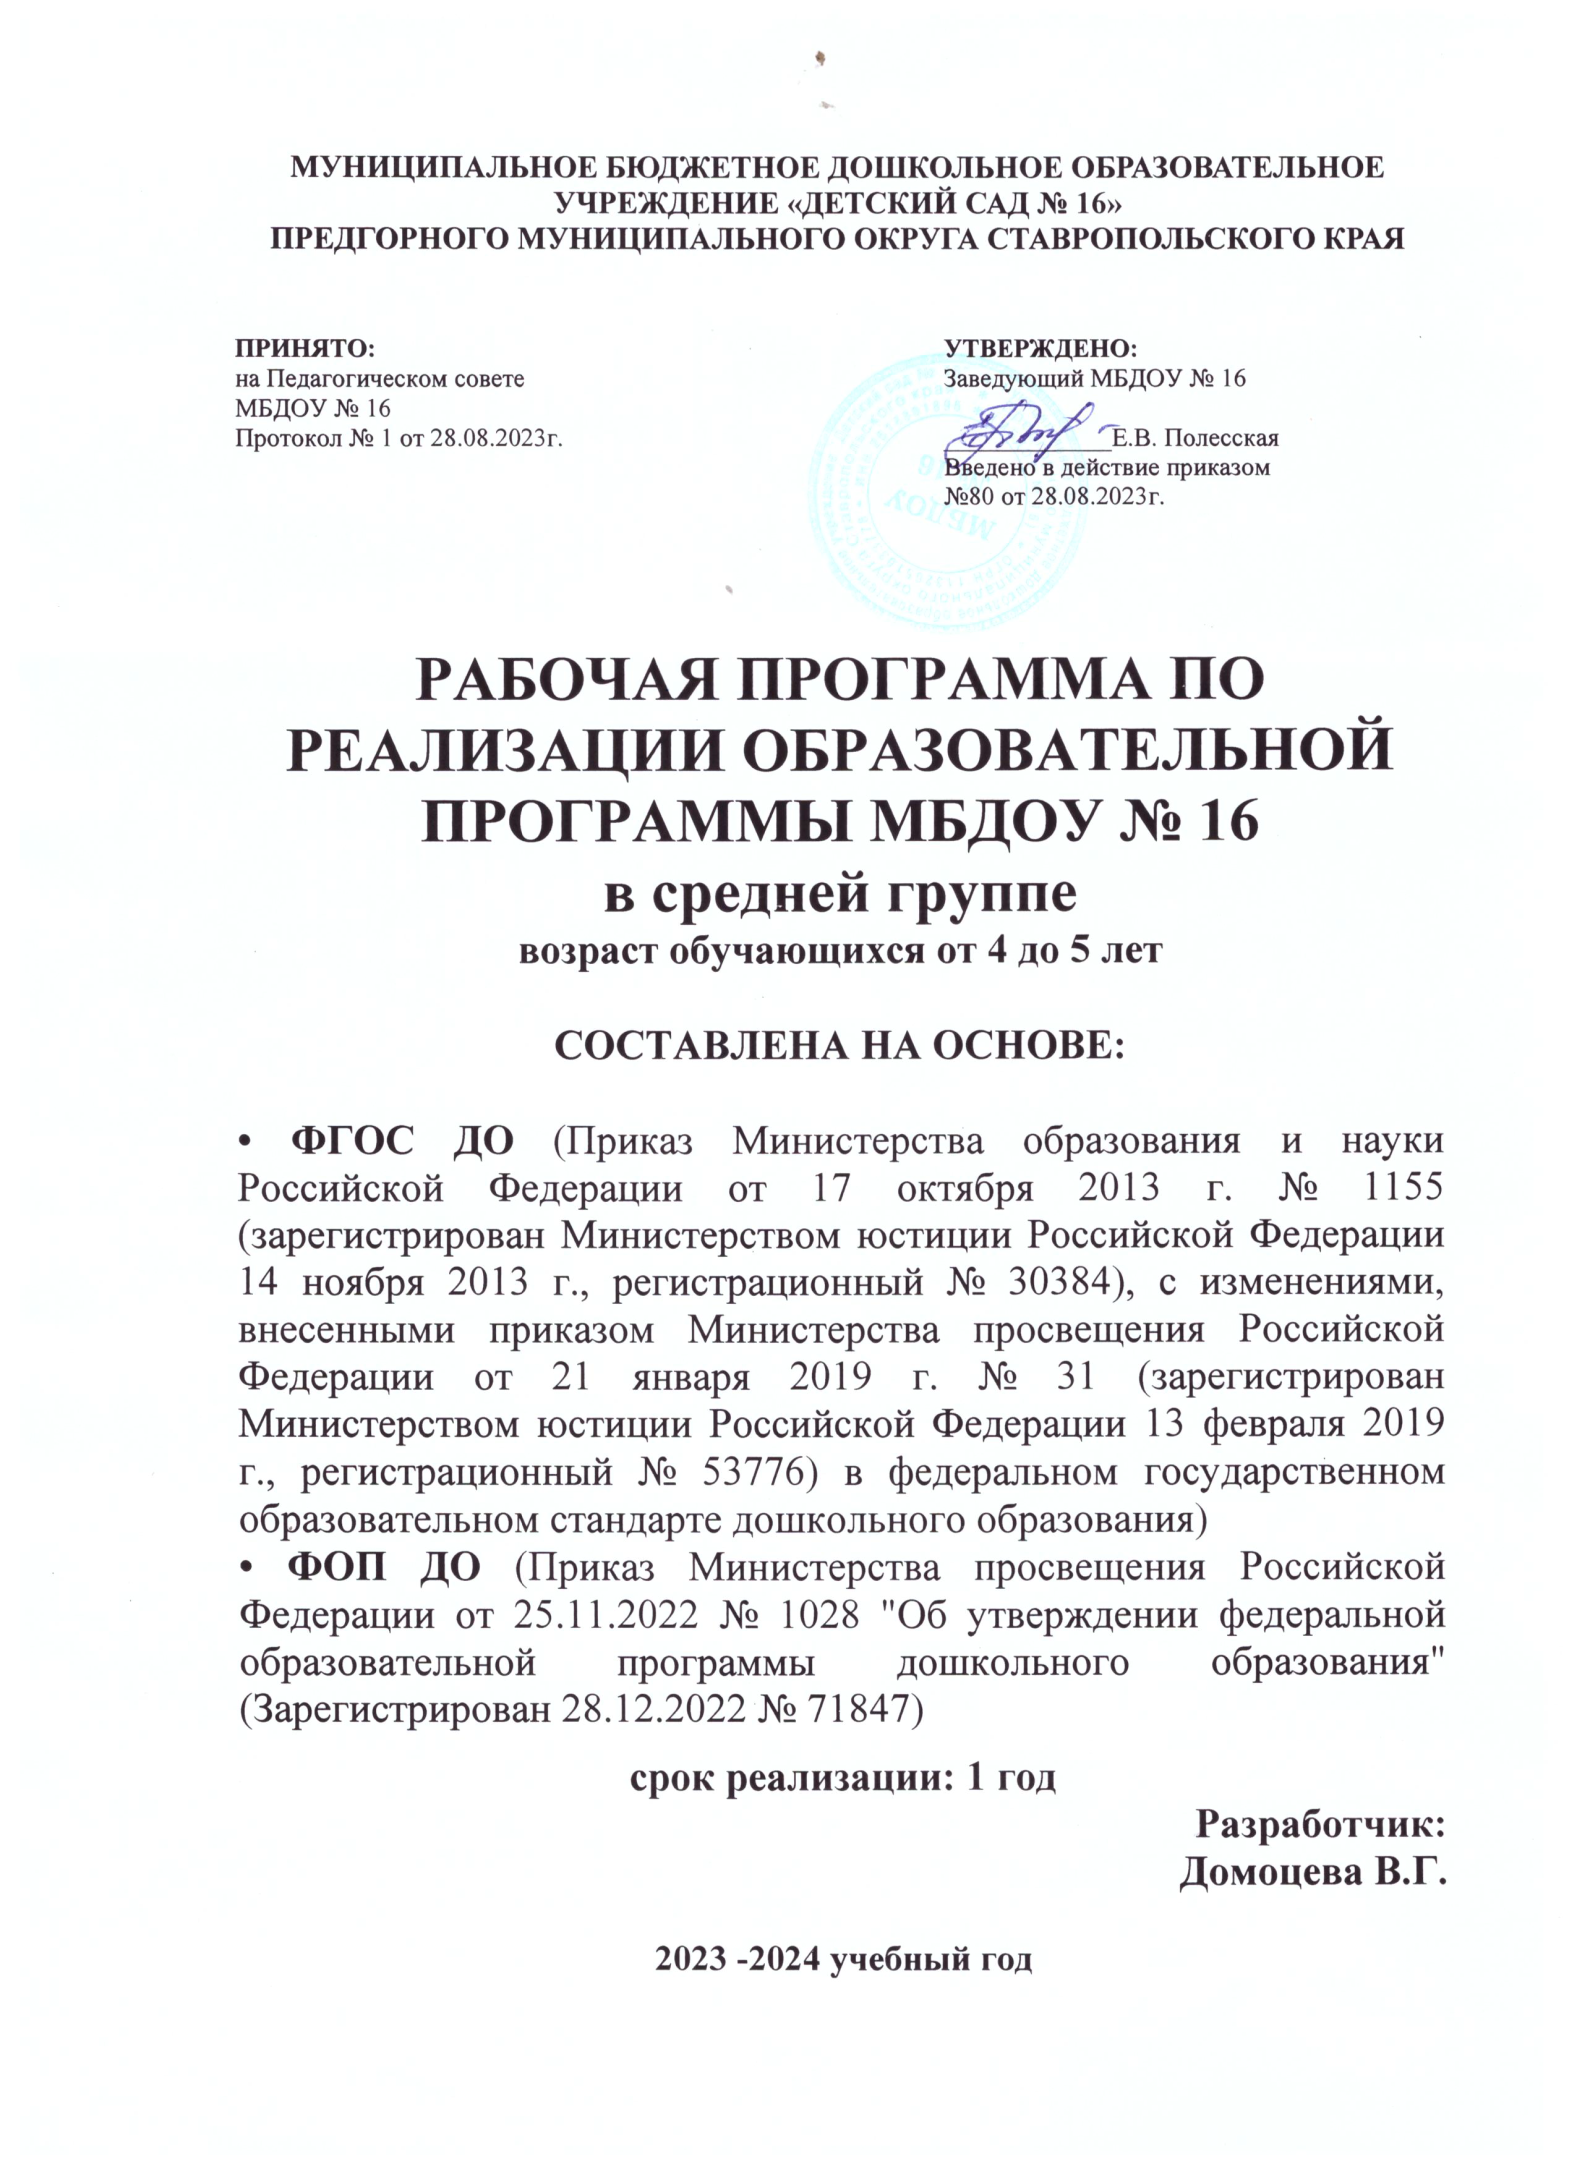 МУНИЦИПАЛЬНОЕ БЮДЖЕТНОЕ ДОШКОЛЬНОЕ ОБРАЗОВАТЕЛЬНОЕ
УЧРЕЖДЕНИЕ «ДЕТСКИЙ САД № 16»
ПРЕДГОРНОГО МУНИЦИПАЛЬНОГО ОКРУГА СТАВРОПОЛЬСКОГО КРАЯ
ПРИНЯТО:
на Педагогическом совете
МБДОУ № 16
Протокол № 1 от 28.08.2023г.
УТВЕРЖДЕНО:
Заведующий МБДОУ № 16
Е.В. Полесская
Введено в действие приказом
№80 от 28.08.2023г.
МБДОУ
№ 16
РАБОЧАЯ ПРОГРАММА ПО
РЕАЛИЗАЦИИ ОБРАЗОВАТЕЛЬНОЙ
ПРОГРАММЫ МБДОУ № 16
в средней группе
возраст обучающихся от 4 до 5 лет
СОСТАВЛЕНА НА ОСНОВЕ:
• ФГОС ДО (Приказ Министерства образования и науки
Российской Федерации от 17 октября 2013 г. № 1155
(зарегистрирован Министерством юстиции Российской Федерации
14 ноября 2013 г., регистрационный № 30384), с изменениями,
внесенными приказом Министерства просвещения Российской
Федерации от 21 января 2019 г. № 31 (зарегистрирован
Министерством юстиции Российской Федерации 13 февраля 2019
г., регистрационный № 53776) в федеральном государственном
образовательном стандарте дошкольного образования)
• ФОП ДО (Приказ Министерства просвещения Российской
Федерации от 25.11.2022 № 1028 "Об утверждении федеральной
образовательной программы дошкольного образования"
(Зарегистрирован 28.12.2022 № 71847)
срок реализации: 1 год
Разработчик:
Домоцева В.Г.
2023 -2024 учебный год